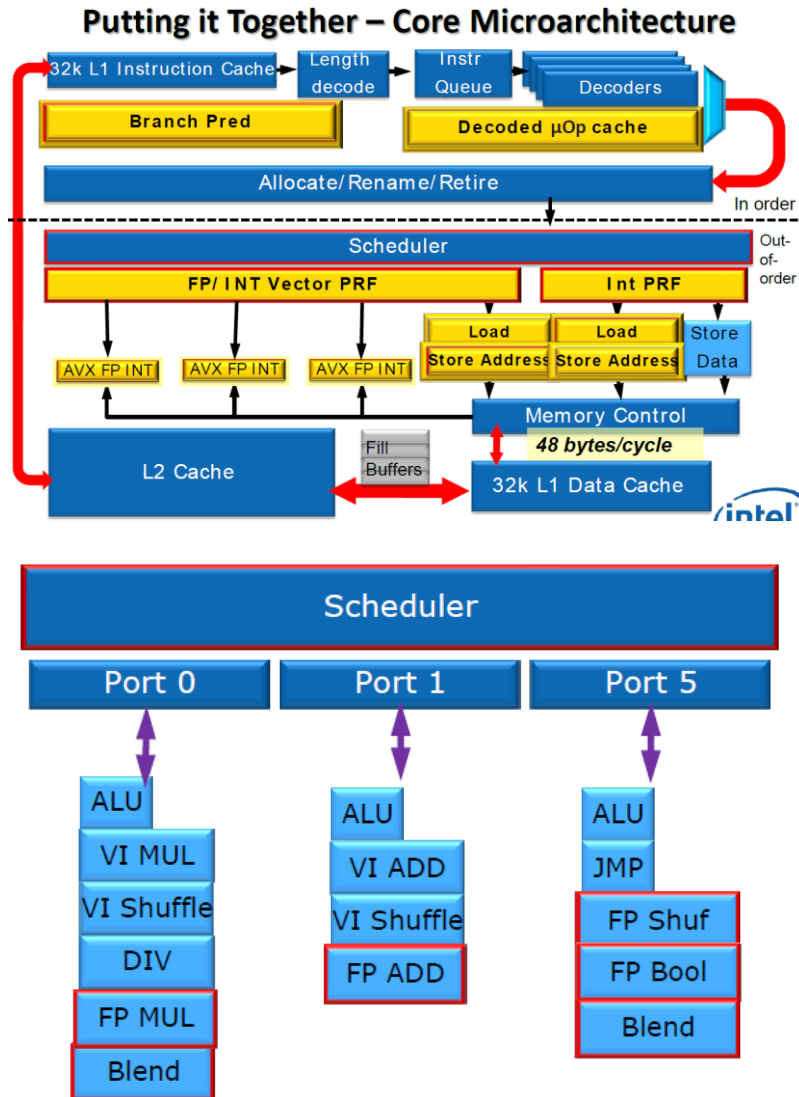 Putting it Together – Core Microarchitecture
32k L1 Instruction Cache
Length
decode
Instr
Queue
Decoders
Branch Pred
Decoded µOp cache
Allocate/Rename/Retire
In order
Scheduler
Out-
of-
order
FP/ INT Vector PRF
Int PRF
Load
Store Address
Load
Store Address
Store
Data
AVX FP INT
AVX FP INT
AVX FP INT
Memory Control
48 bytes/cycle
L2 Cache
Fill
Buffers
32k L1 Data Cache
intel
Scheduler
Port 0
Port 1
Port 5
ALU
VI MUL
VI Shuffle
DIV
FP MUL
Blend
ALU
VI ADD
VI Shuffle
FP ADD
ALU
JMP
FP Shuf
FP Bool
Blend